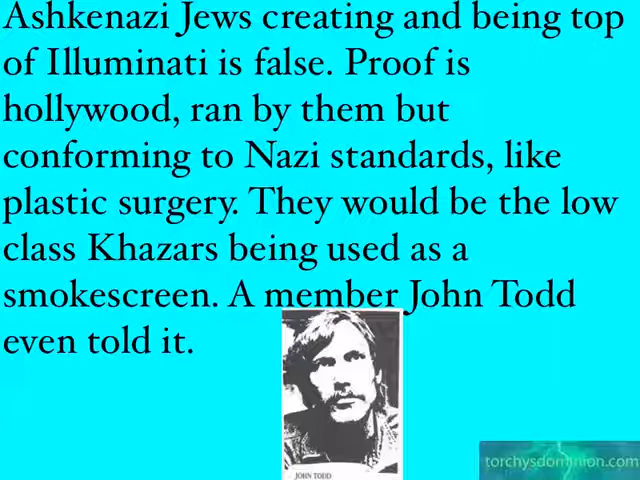 Ashkenazi Jews creating and being top
of Illuminati is false. Proof is
hollywood, ran by them but
conforming to Nazi standards, like
plastic surgery. They would be the low
class Khazars being used as a
smokescreen. A member John Todd
even told it.
JOHN TODD
torchysdominion.com